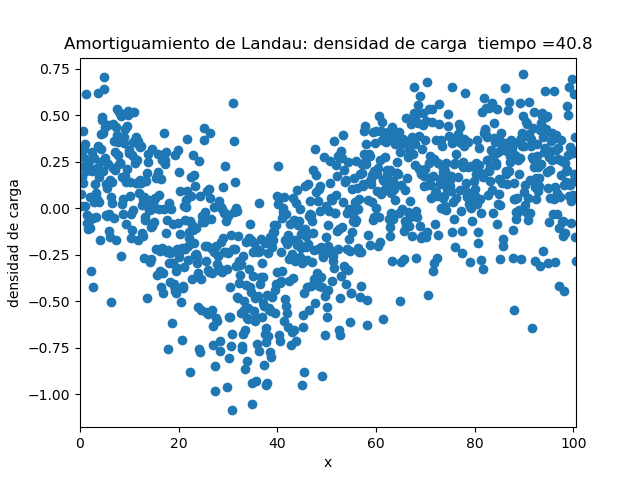 Amortiguamiento de Landau: densidad de carga  tiempo =40.8
0.75
0.50
0.25
0.00
−0.25
−0.50
−0.75
−1.00
densidad de carga
0 20 40 60 80 100
x